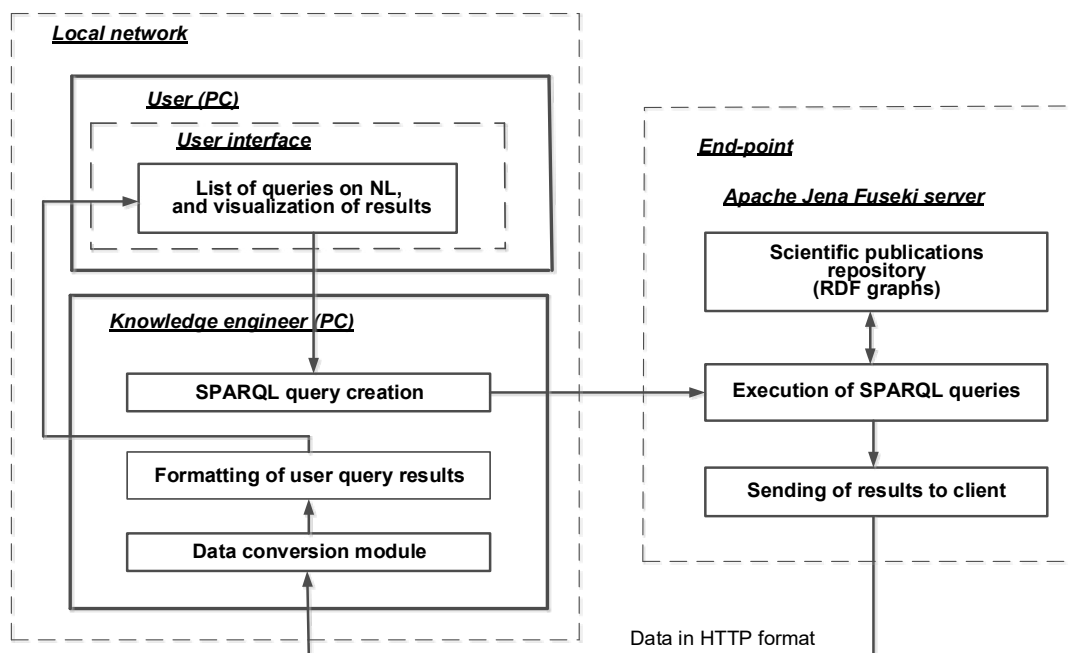 Local network
User (PC)
User interface
List of queries on NL,
and visualization of results
Knowledge engineer (PC)
SPARQL query creation
Formatting of user query results
Data conversion module
End-point
Apache Jena Fuseki server
Scientific publications
repository
(RDF graphs)
Execution of SPARQL queries
Sending of results to client
Data in HTTP format